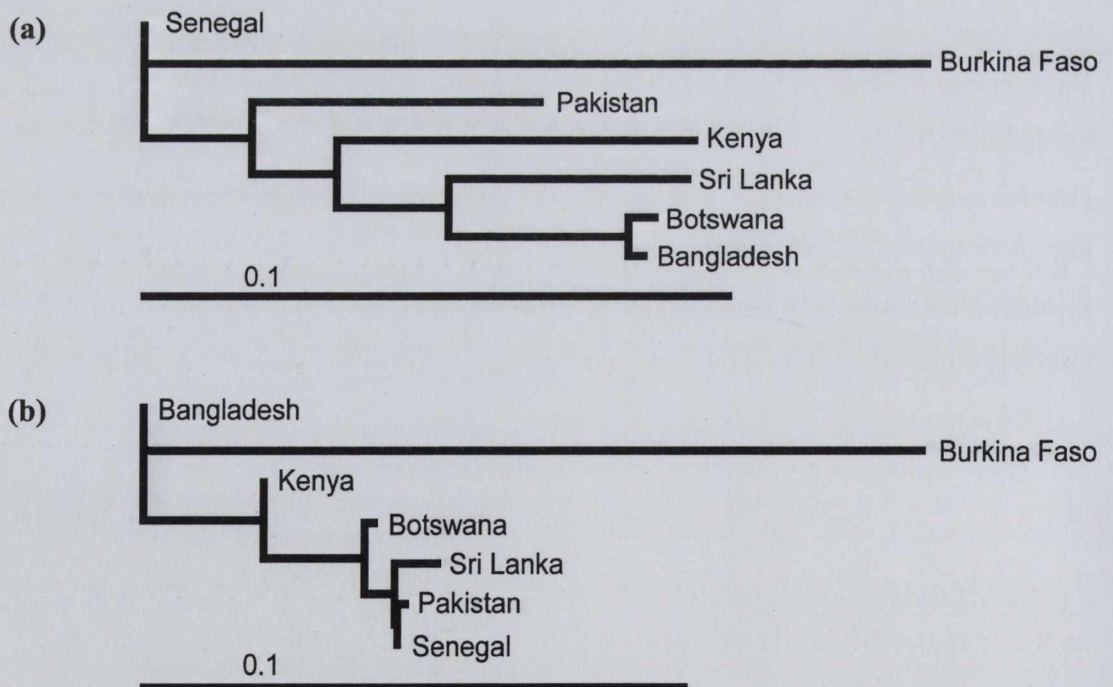 (a)
Senegal
Burkina Faso
Pakistan
Kenya
Sri Lanka
Botswana
Bangladesh
0.1
(b)
Bangladesh
Burkina Faso
Kenya
Botswana
Sri Lanka
Pakistan
Senegal
0.1